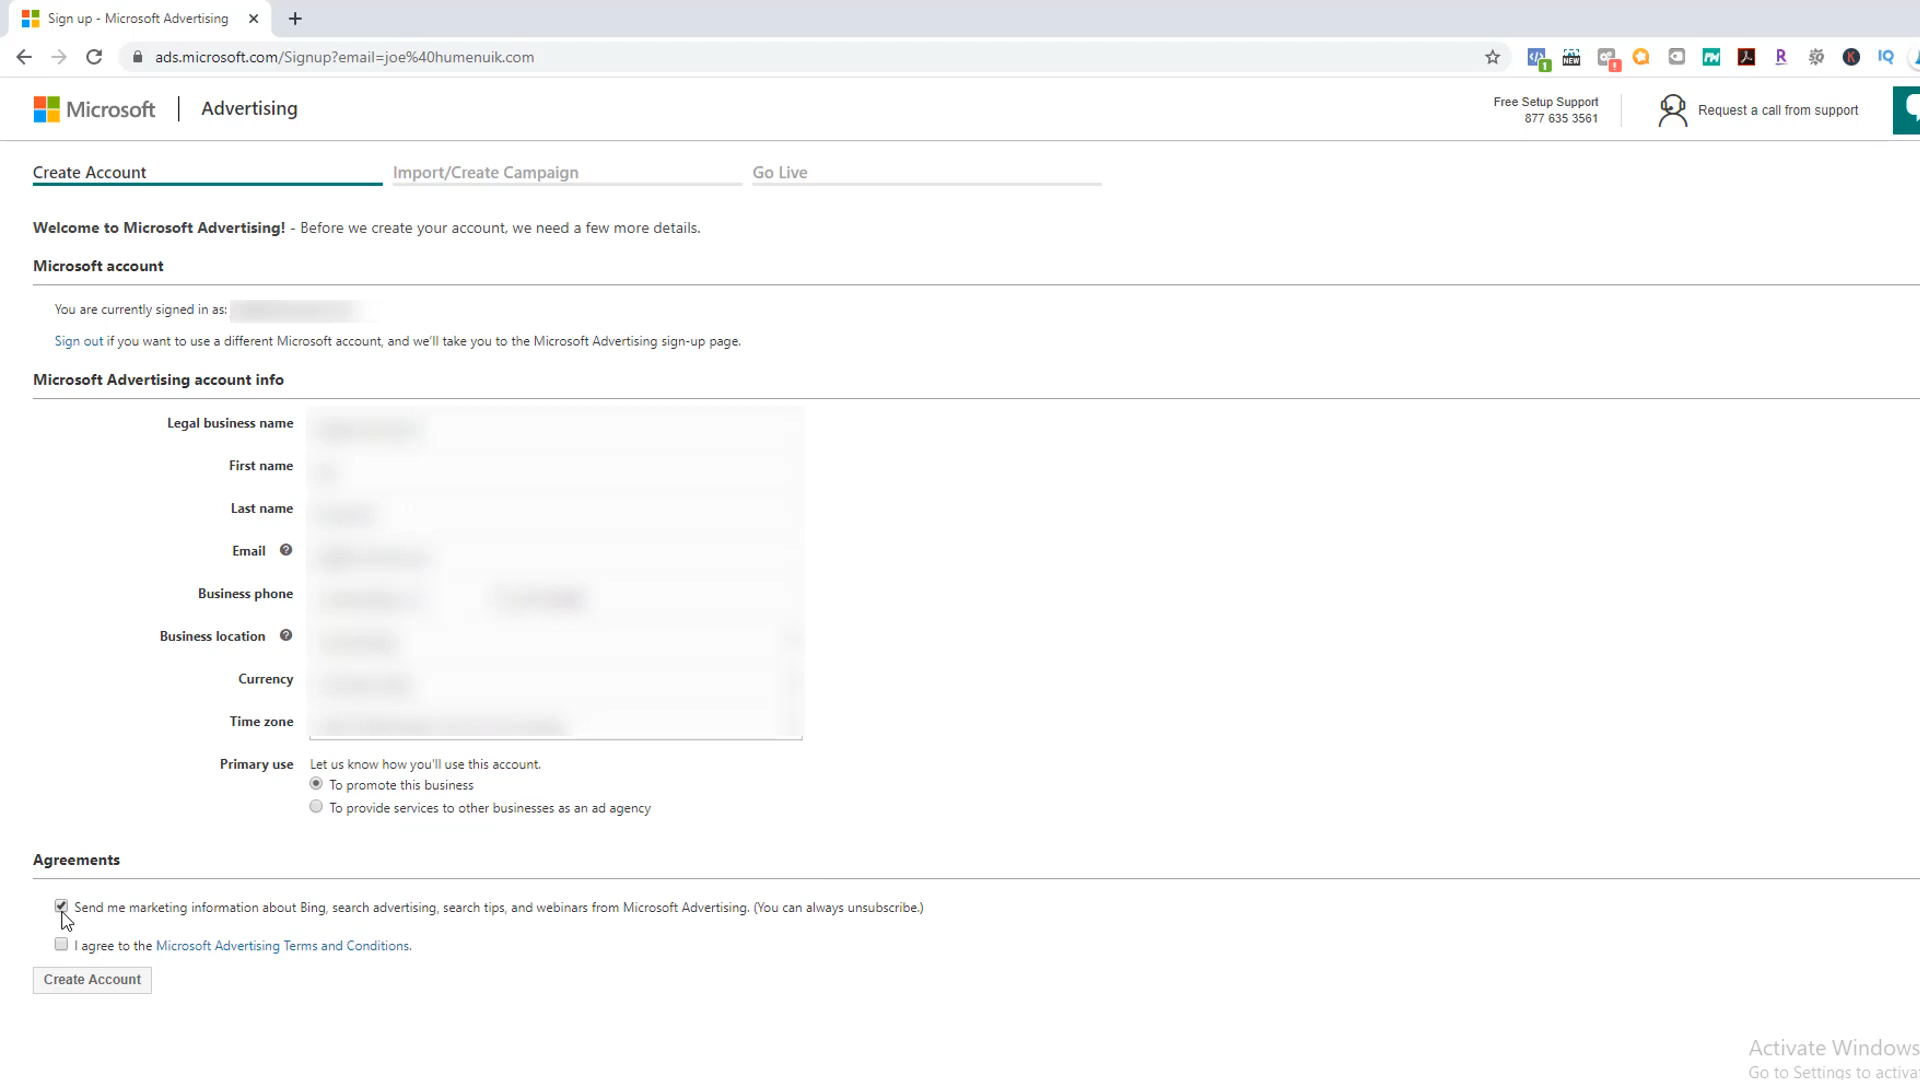 Sign up - Microsoft Advertising
ads.microsoft.com/Signup?email=joe%40humenuik.com
1
NEW
!
R
K
IQ
Microsoft | Advertising
Free Setup Support
877 635 3561
Request a call from support
Create Account
Import/Create Campaign
Go Live
Welcome to Microsoft Advertising! - Before we create your account, we need a few more details.
Microsoft account
You are currently signed in as:
Sign out if you want to use a different Microsoft account, and we'll take you to the Microsoft Advertising sign-up page.
Microsoft Advertising account info
Legal business name
First name
Last name
Email ?
Business phone
Business location ?
Currency
Time zone
Primary use
Let us know how you'll use this account.
To promote this business
To provide services to other businesses as an ad agency
Agreements
Send me marketing information about Bing, search advertising, search tips, and webinars from Microsoft Advertising. (You can always unsubscribe.)
I agree to the Microsoft Advertising Terms and Conditions.
Create Account
Activate Windows
Go to Settings to activa